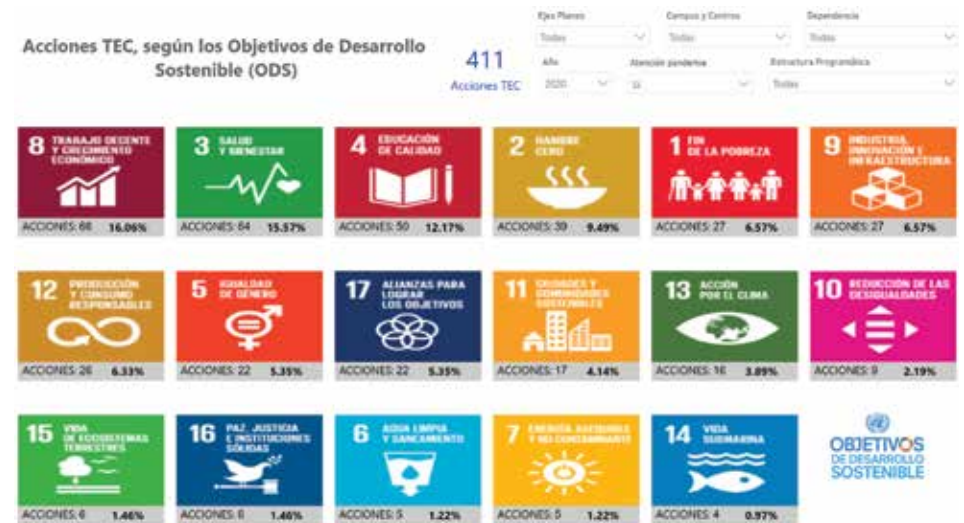 Acciones TEC, según los Objetivos de Desarrollo
Sostenible (ODS)
411
Acciones TEC
Ejes Planes
Todas
Campus y Centros
Todas
Dependencia
Todas
Año
2020
Atención pandemia
Si
Estructura Programática
Todas
8 TRABAJO DECENTE
Y CRECIMIENTO
ECONÓMICO
ACCIONES: 66 16.06%
3 SALUD
Y BIENESTAR
ACCIONES: 64 15.57%
4 EDUCACIÓN
DE CALIDAD
ACCIONES: 50 12.17%
2 HAMBRE
CERO
ACCIONES: 39 9.49%
1 FIN
DE LA POBREZA
ACCIONES: 27 6.57%
9 INDUSTRIA,
INNOVACIÓN E
INFRAESTRUCTURA
ACCIONES: 27 6.57%
12 PRODUCCIÓN
Y CONSUMO
RESPONSABLES
ACCIONES: 26 6.33%
5 IGUALDAD
DE GÉNERO
ACCIONES: 22 5.35%
17 ALIANZAS PARA
LOGRAR
LOS OBJETIVOS
ACCIONES: 22 5.35%
11 CIUDADES Y
COMUNIDADES
SOSTENIBLES
ACCIONES: 17 4.14%
13 ACCIÓN
POR EL CLIMA
ACCIONES: 16 3.89%
10 REDUCCIÓN DE LAS
DESIGUALDADES
ACCIONES: 9 2.19%
15 VIDA
DE ECOSISTEMAS
TERRESTRES
ACCIONES: 6 1.46%
16 PAZ, JUSTICIA
E INSTITUCIONES
SÓLIDAS
ACCIONES: 6 1.46%
6 AGUA LIMPIA
Y SANEAMIENTO
ACCIONES: 5 1.22%
7 ENERGÍA ASEQUIBLE
Y NO CONTAMINANTE
ACCIONES: 5 1.22%
14 VIDA
SUBMARINA
ACCIONES: 4 0.97%
OBJETIVOS
DE DESARROLLO
SOSTENIBLE